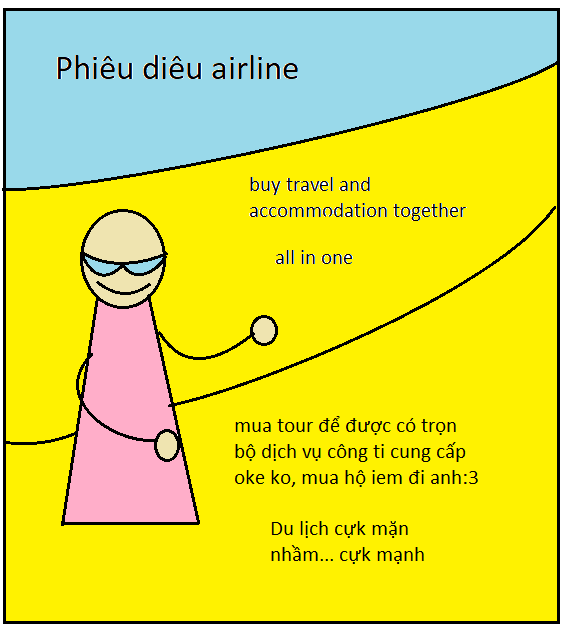 Phiêu diêu airline
buy travel and
accommodation together
all in one
mua tour để được có trọn
bộ dịch vụ công ti cung cấp
oke ko, mua hộ iem đi anh:3
Du lịch cựk mặn
nhầm... cựk mạnh